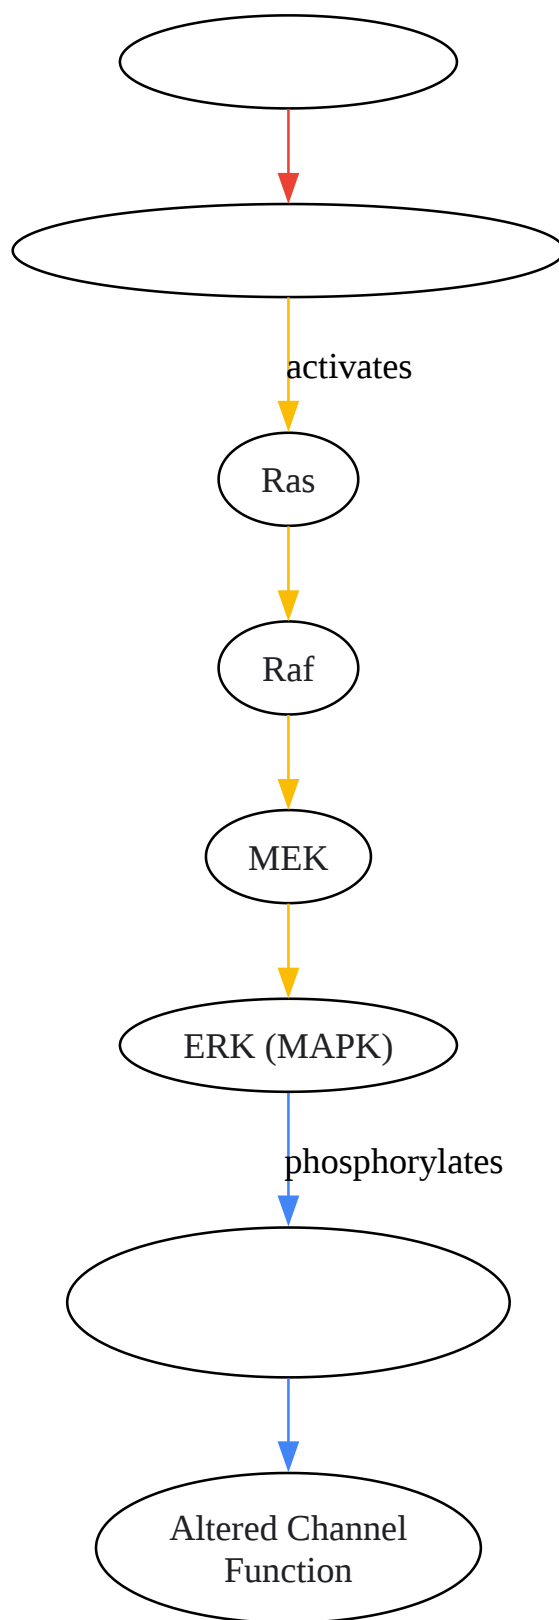 activates
Ras
Raf
MEK
ERK (MAPK)
phosphorylates
Altered Channel
Function